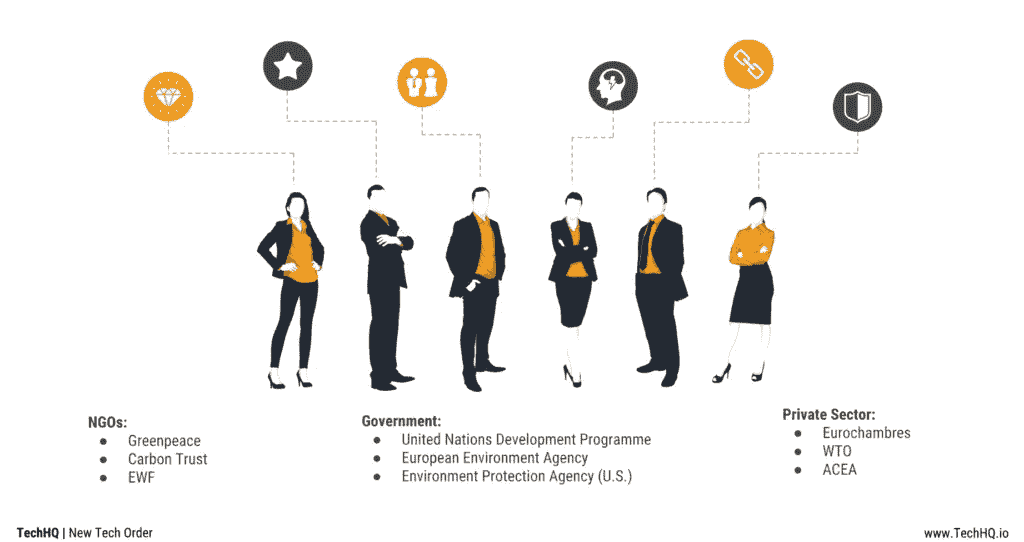 NGOs:
● Greenpeace
● Carbon Trust
● EWF
Government:
● United Nations Development Programme
● European Environment Agency
● Environment Protection Agency (U.S.)
Private Sector:
● Eurochambres
● WTO
● ACEA
TechHQ | New Tech Order
www.TechHQ.io